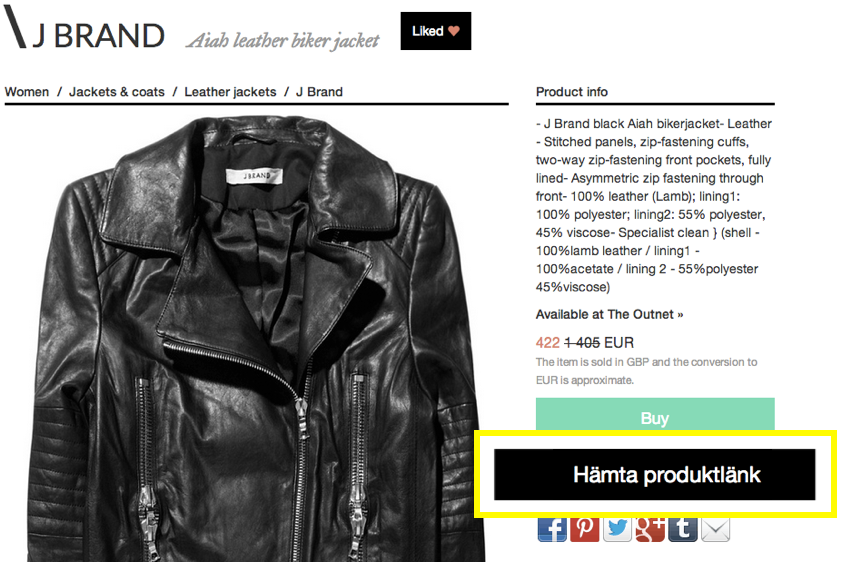 J BRAND
Aiah leather biker jacket
Liked
Women / Jackets & coats / Leather jackets / J Brand
J BRAND
Product info
- J Brand black Aiah bikerjacket- Leather
- Stitched panels, zip-fastening cuffs,
two-way zip-fastening front pockets, fully
lined- Asymmetric zip fastening through
front- 100% leather (Lamb); lining1:
100% polyester; lining2: 55% polyester,
45% viscose- Specialist clean } (shell -
100%lamb leather / lining1 -
100%acetate / lining 2 - 55%polyester
45%viscose)
Available at The Outnet »
422 1 405 EUR
The item is sold in GBP and the conversion to
EUR is approximate.
Buy
Hämta produktlänk